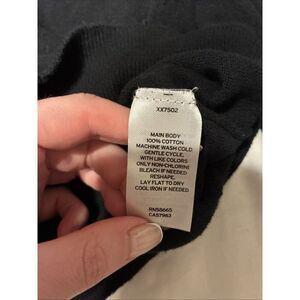 XX7502
MAIN BODY
100% COTTON
MACHINE WASH COLD
GENTLE CYCLE,
WITH LIKE COLORS
ONLY NON-CHLORINE
BLEACH IF NEEDED
RESHAPE,
LAY FLAT TO DRY
COOL IRON IF NEEDED
RN58665
CA57963